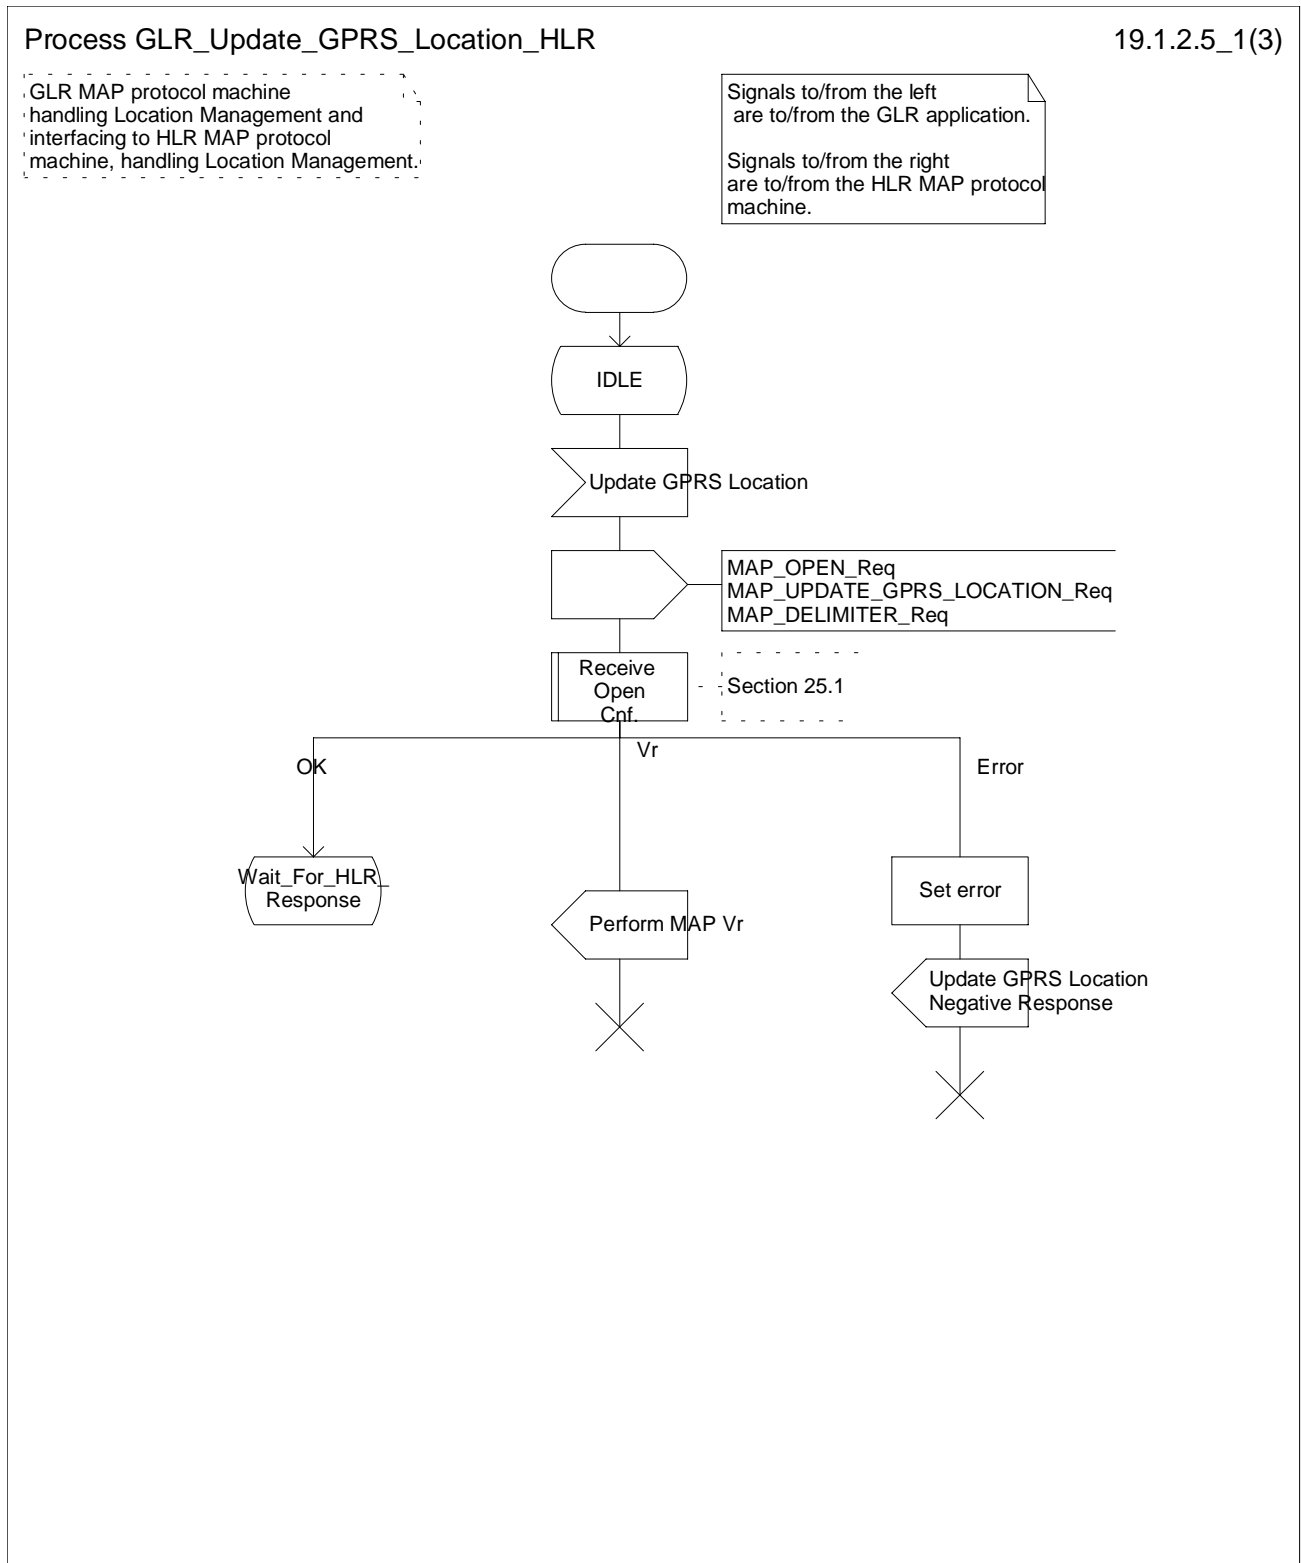 Process GLR_Update_GPRS_Location_HLR
19.1.2.5_1(3)
GLR MAP protocol machine
handling Location Management and
interfacing to HLR MAP protocol
machine, handling Location Management.
Signals to/from the left
are to/from the GLR application.
Signals to/from the right
are to/from the HLR MAP protocol
machine.
IDLE
Update GPRS Location
MAP_OPEN_Req
MAP_UPDATE_GPRS_LOCATION_Req
MAP_DELIMITER_Req
Receive
Open
Cnf.
Section 25.1
OK
Vr
Error
Wait_For_HLR_
Response
Perform MAP Vr
Set error
Update GPRS Location
Negative Response